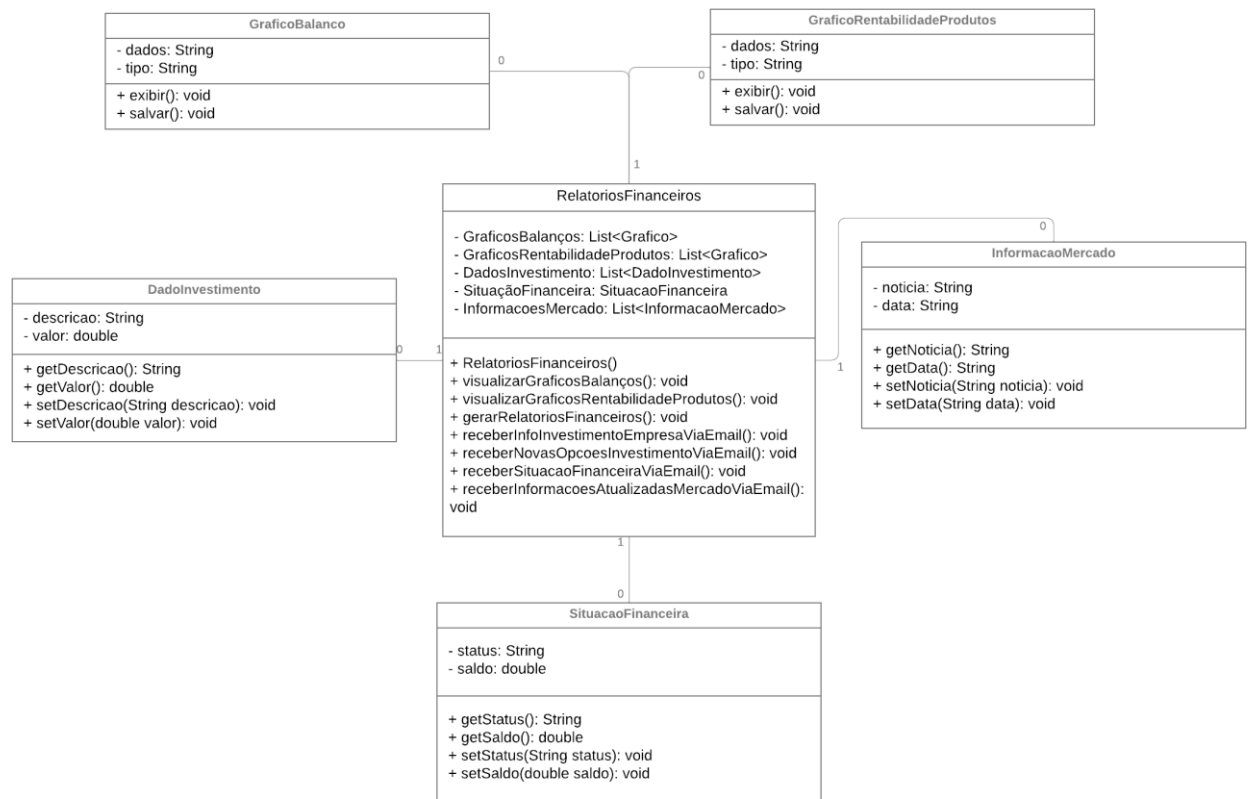 GraficoBalanco
- dados: String
- tipo: String
+ exibir(): void
+ salvar(): void
0
GraficoRentabilidadeProdutos
- dados: String
- tipo: String
+ exibir(): void
+ salvar(): void
0
1
RelatoriosFinanceiros
- GraficosBalanços: List<Grafico>
- GraficosRentabilidadeProdutos: List<Grafico>
- DadosInvestimento: List<DadoInvestimento>
- SituaçãoFinanceira: SituacaoFinanceira
- InformacoesMercado: List<InformacaoMercado>
+ RelatoriosFinanceiros()
+ visualizarGraficosBalanços(): void
+ visualizarGraficosRentabilidadeProdutos(): void
+ gerarRelatoriosFinanceiros(): void
+ receberInfoInvestimentoEmpresaViaEmail(): void
+ receberNovasOpcoesInvestimentoViaEmail(): void
+ receberSituacaoFinanceiraViaEmail(): void
+ receberInformacoesAtualizadasMercadoViaEmail():
void
DadoInvestimento
- descricao: String
- valor: double
+ getDescricao(): String
+ getValor(): double
+ setDescricao(String descricao): void
+ setValor(double valor): void
0
1
0
InformacaoMercado
- noticia: String
- data: String
+ getNoticia(): String
+ getData(): String
+ setNoticia(String noticia): void
+ setData(String data): void
1
1
0
SituacaoFinanceira
- status: String
- saldo: double
+ getStatus(): String
+ getSaldo(): double
+ setStatus(String status): void
+ setSaldo(double saldo): void